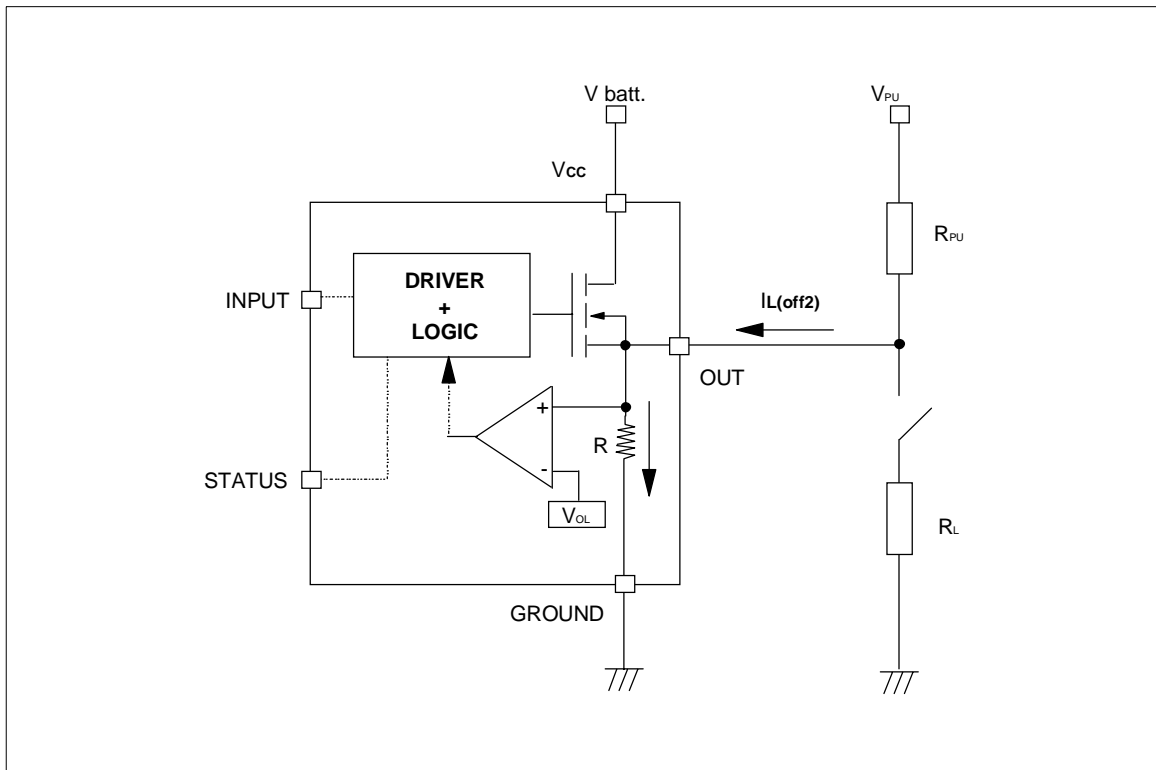 V batt.
VPU
Vcc
RPU
DRIVER
+
LOGIC
INPUT
IL(off2)
OUT
+
R
-
STATUS
VOL
RL
GROUND